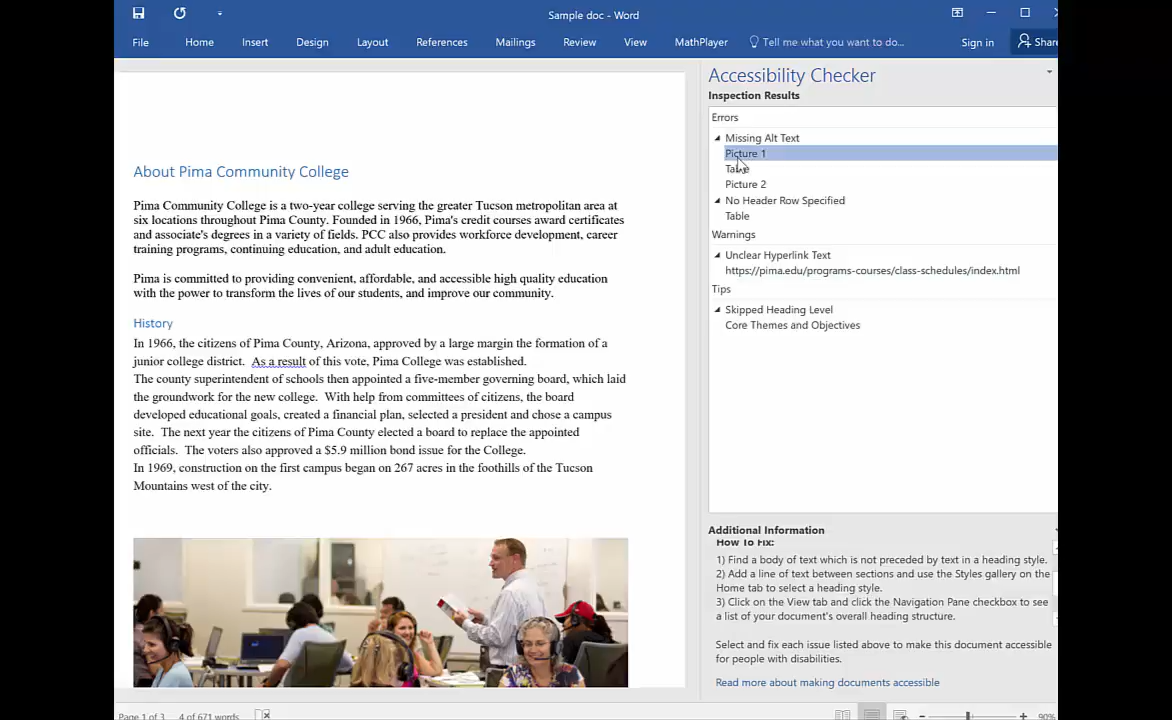 Sample doc - Word
File Home Insert Design Layout References Mailings Review View MathPlayer Tell me what you want to do... Sign in Share
About Pima Community College
Pima Community College is a two-year college serving the greater Tucson metropolitan area at
six locations throughout Pima County. Founded in 1966, Pima's credit courses award certificates
and associate's degrees in a variety of fields. PCC also provides workforce development, career
training programs, continuing education, and adult education.
Pima is committed to providing convenient, affordable, and accessible high quality education
with the power to transform the lives of our students, and improve our community.
History
In 1966, the citizens of Pima County, Arizona, approved by a large margin the formation of a
junior college district. As a result of this vote, Pima College was established.
The county superintendent of schools then appointed a five-member governing board, which laid
the groundwork for the new college. With help from committees of citizens, the board
developed educational goals, created a financial plan, selected a president and chose a campus
site. The next year the citizens of Pima County elected a board to replace the appointed
officials. The voters also approved a $5.9 million bond issue for the College.
In 1969, construction on the first campus began on 267 acres in the foothills of the Tucson
Mountains west of the city.
Accessibility Checker
Inspection Results
Errors
Missing Alt Text
Picture 1
Table
Picture 2
No Header Row Specified
Table
Warnings
Unclear Hyperlink Text
https://pima.edu/programs-courses/class-schedules/index.html
Tips
Skipped Heading Level
Core Themes and Objectives
Additional Information
How To Fix:
1) Find a body of text which is not preceded by text in a heading style.
2) Add a line of text between sections and use the Styles gallery on the
Home tab to select a heading style.
3) Click on the View tab and click the Navigation Pane checkbox to see
a list of your document's overall heading structure.
Select and fix each issue listed above to make this document accessible
for people with disabilities.
Read more about making documents accessible
Page 1 of 3 4 of 671 words 90%